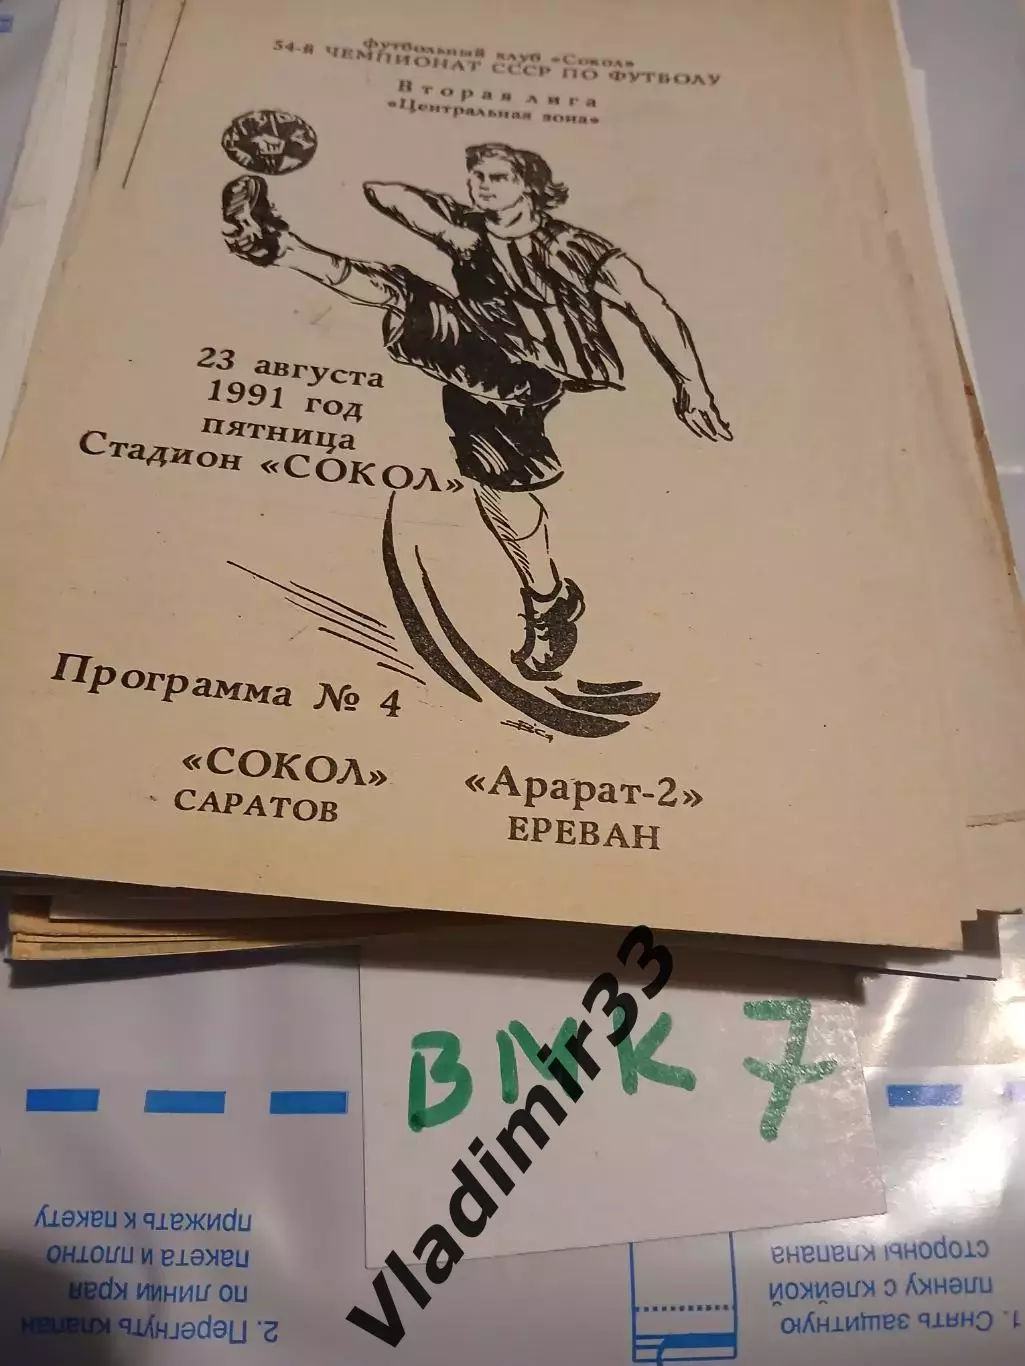 Футбольный клуб «Сокол»
54-й ЧЕМПИОНАТ СССР ПО ФУТБОЛУ
Вторая лига
«Центральная зона»
23 августа
1991 год
пятница
Стадион «СОКОЛ»
Программа № 4
«СОКОЛ»
САРАТОВ
«Арарат-2»
ЕРЕВАН
К 7
Vladimir33
1. Снять защитную
пленку с клейкой
стороны клапана
2. Перегнуть клапан
по линии края
пакета и плотно
прижать к пакету